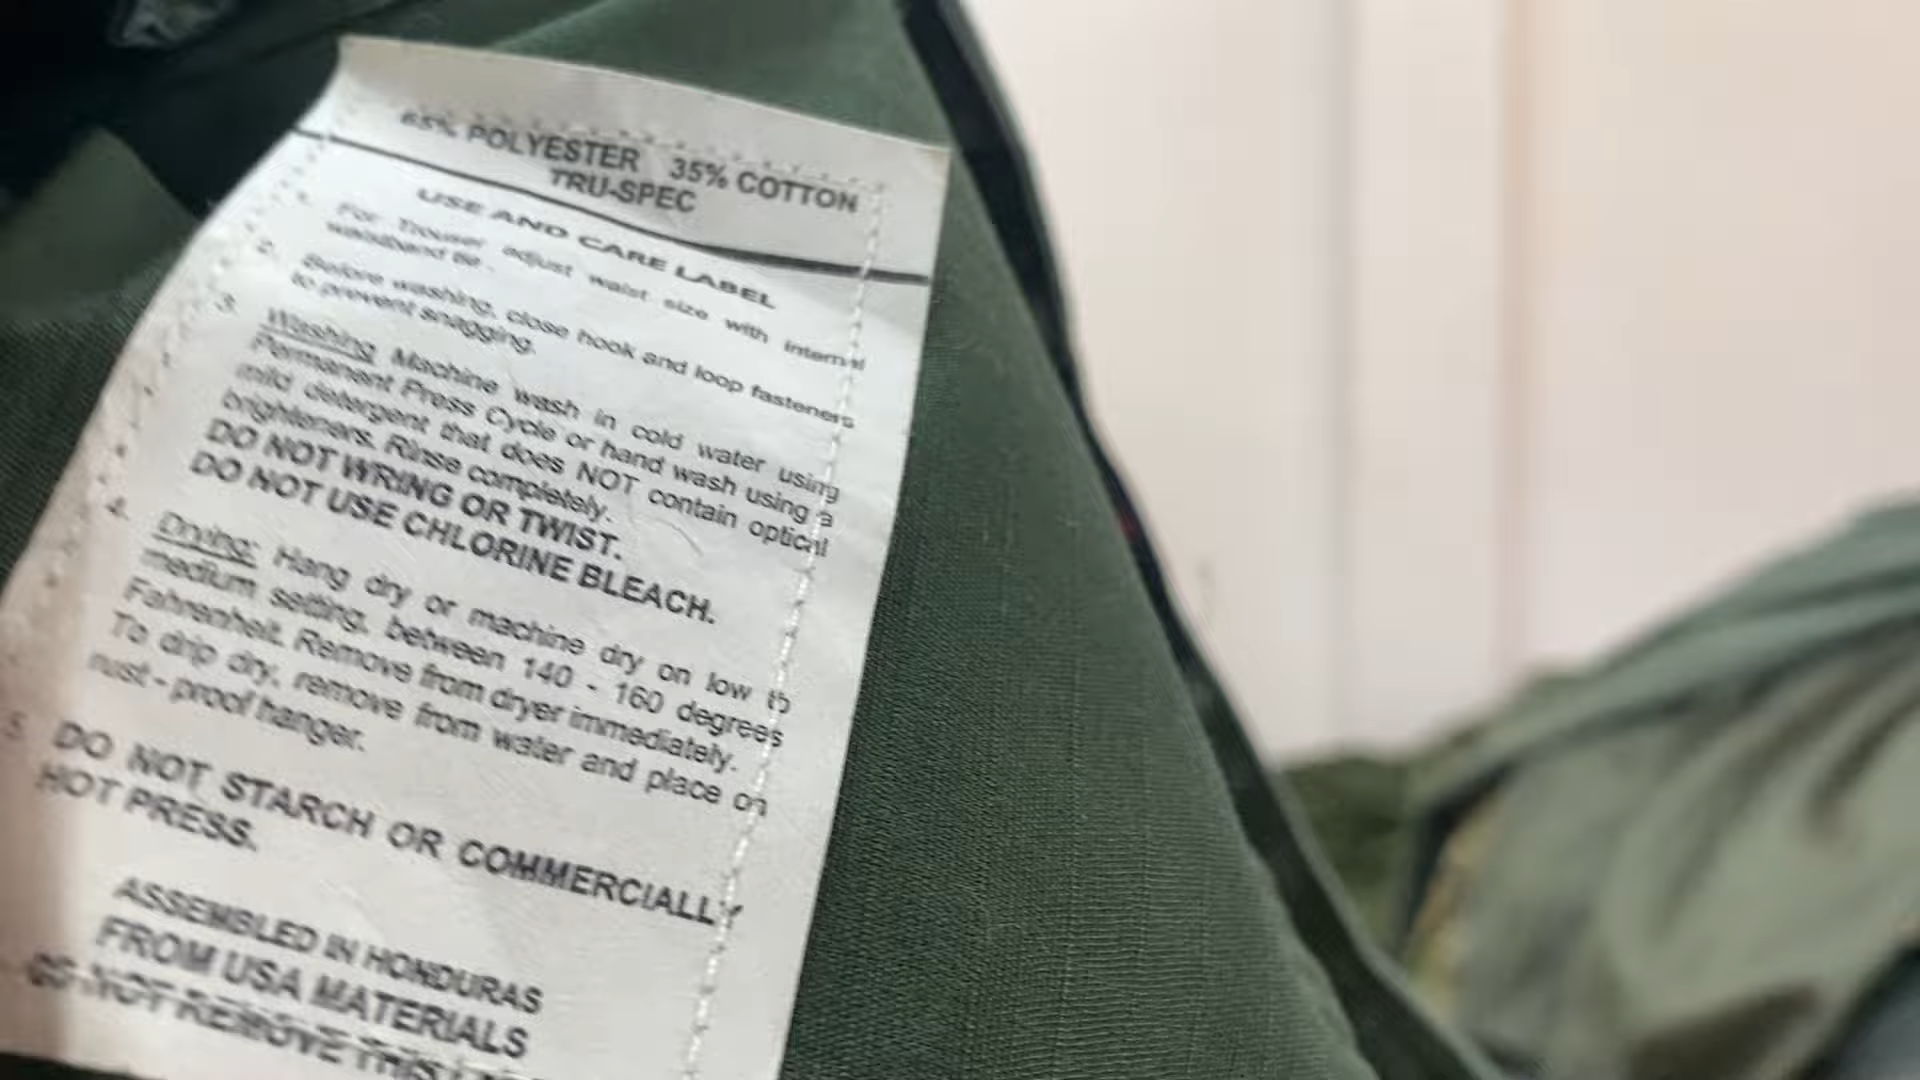 65% POLYESTER 35% COTTON
TRU-SPEC
USE AND CARE LABEL
1. For Trouser adjust waist size with internal
waistband tie.
2. Before washing, close hook and loop fasteners
to prevent snagging.
3. Washing Machine wash in cold water using
Permanent Press Cycle or hand wash using a
mild detergent that does NOT contain optical
brighteners. Rinse completely.
DO NOT WRING OR TWIST.
DO NOT USE CHLORINE BLEACH.
4. Drying: Hang dry or machine dry on low to
medium setting, between 140 - 160 degrees
Fahrenheit. Remove from dryer immediately.
To drip dry, remove from water and place on
rust - proof hanger.
5. DO NOT STARCH OR COMMERCIALLY
HOT PRESS.
ASSEMBLED IN HONDURAS
FROM USA MATERIALS
DO NOT REMOVE THIS